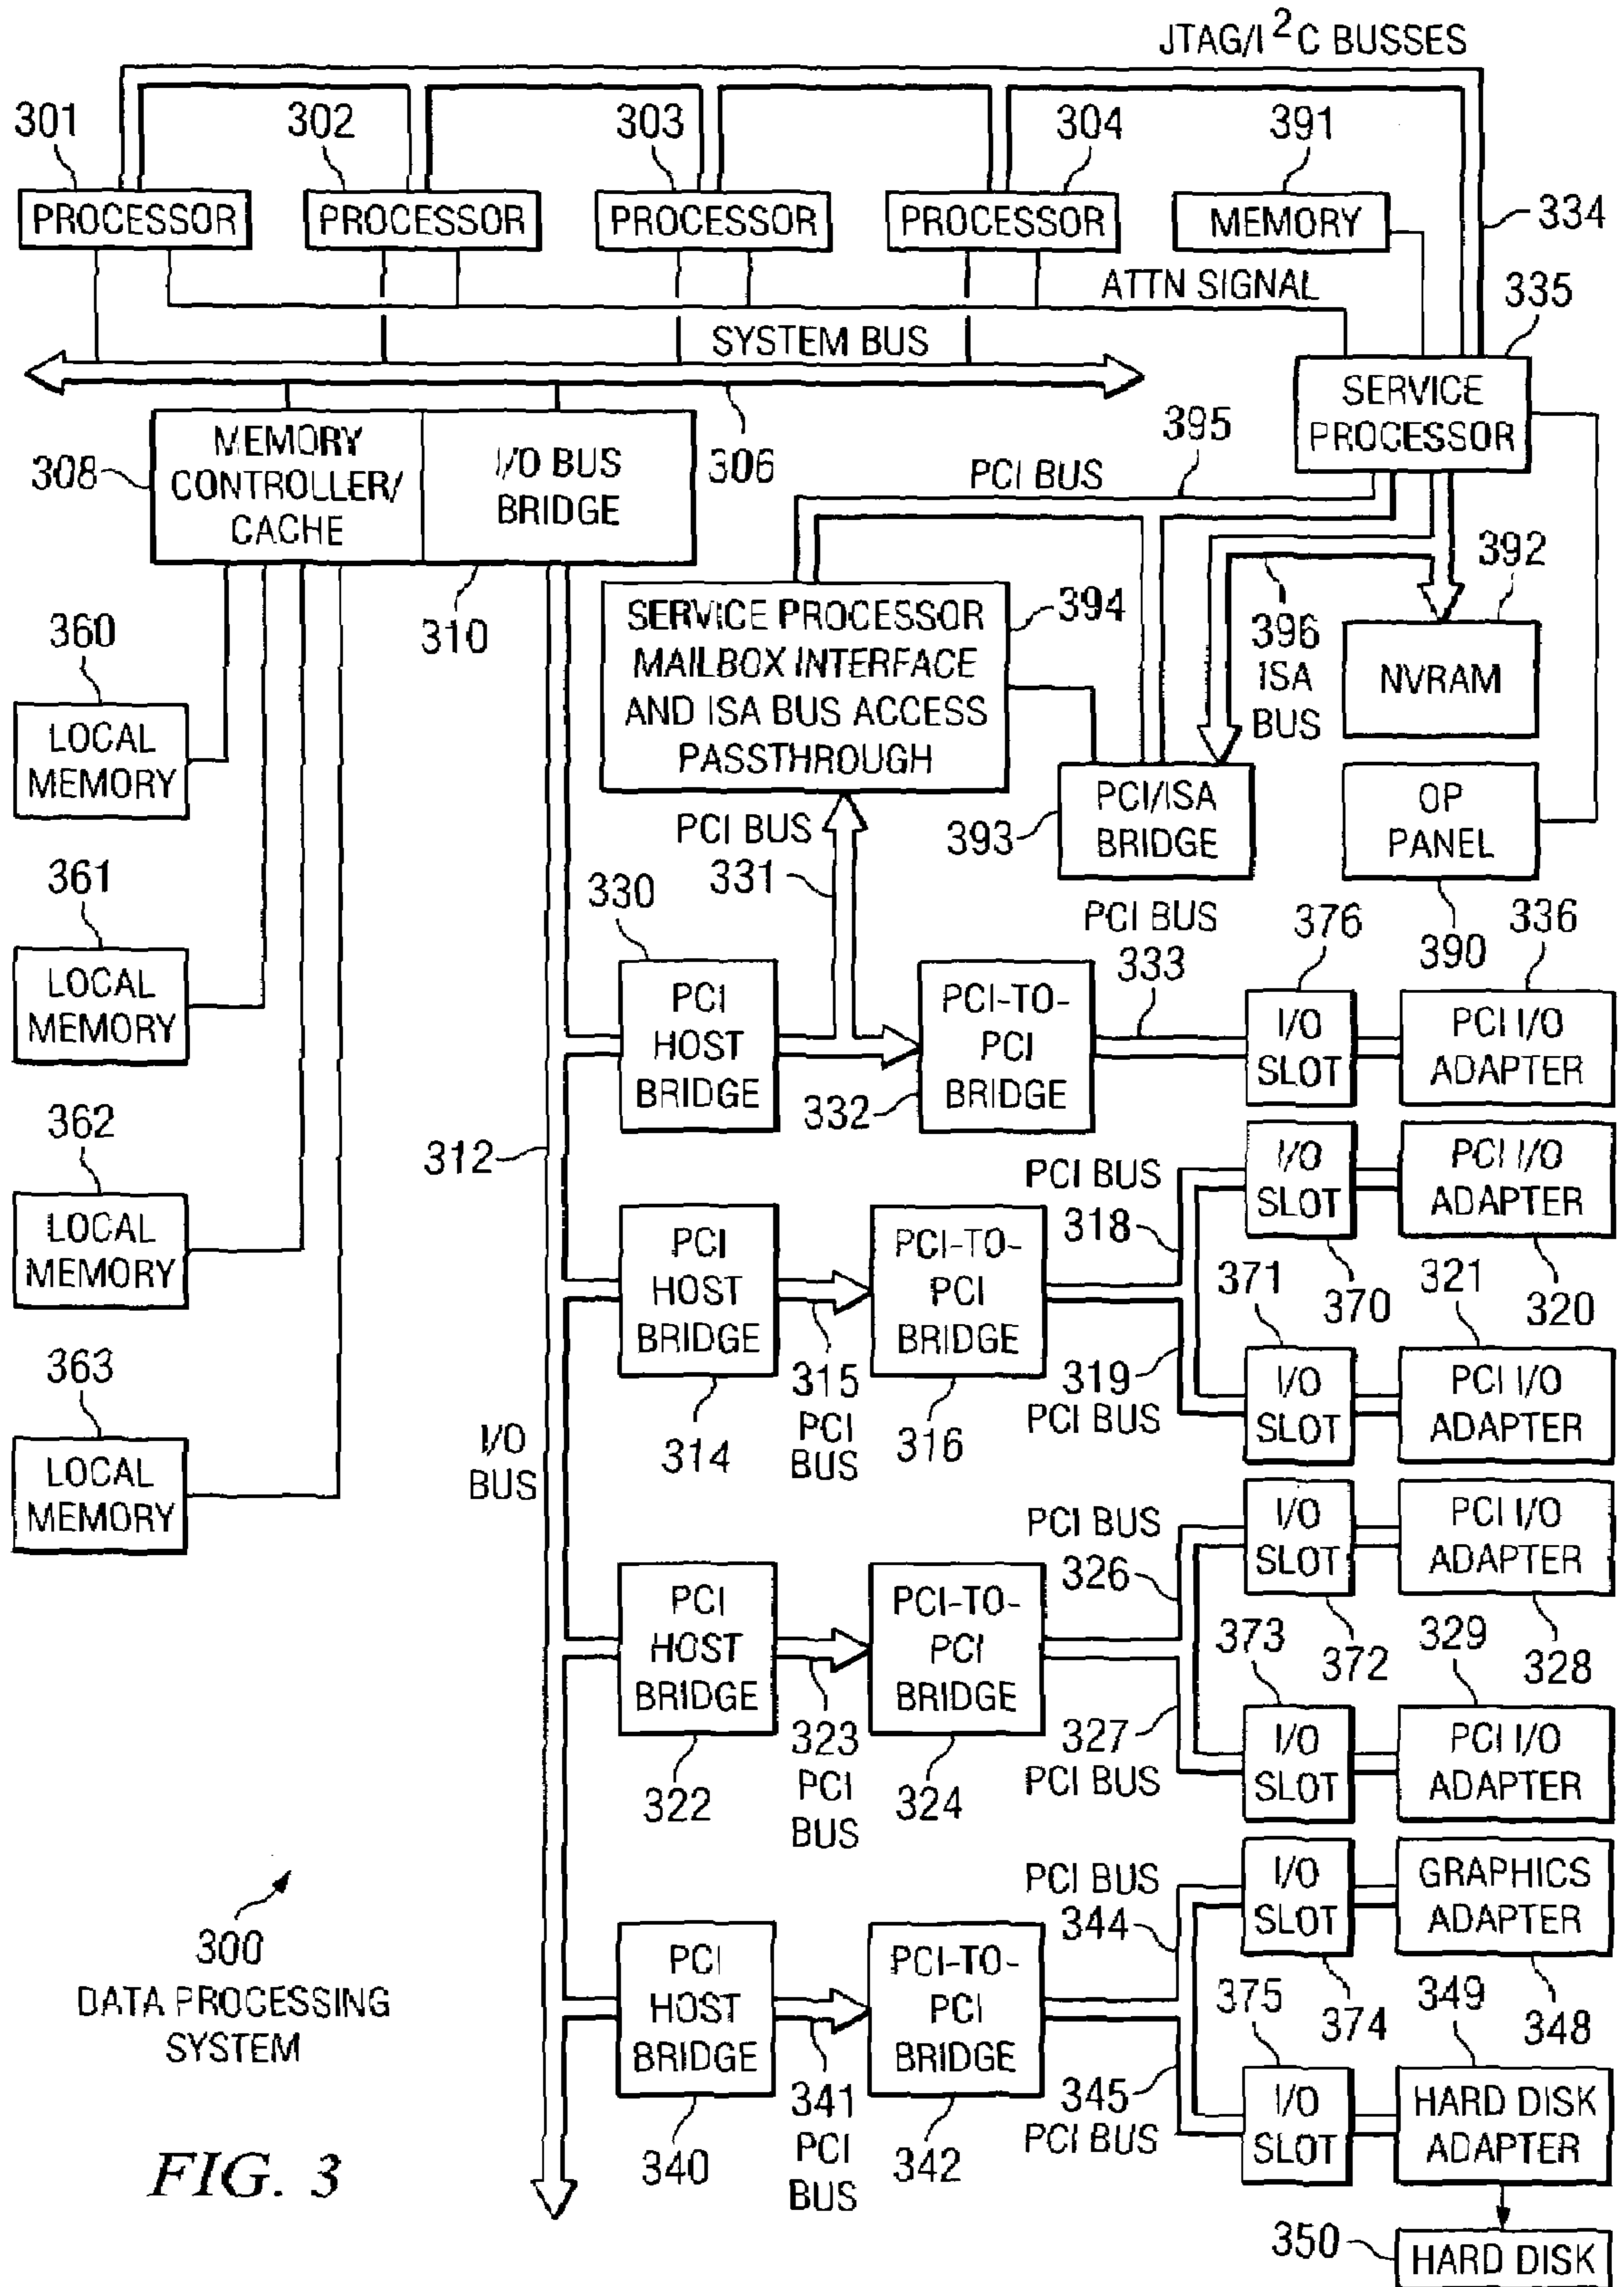 JTAG/I²C BUSSES
301
302
303
304
391
PROCESSOR
PROCESSOR
PROCESSOR
PROCESSOR
MEMORY
334
ATTN SIGNAL
335
SYSTEM BUS
SERVICE
PROCESSOR
308
MEMORY
CONTROLLER/
CACHE
I/O BUS
BRIDGE
306
395
PCI BUS
392
310
SERVICE PROCESSOR
MAILBOX INTERFACE
AND ISA BUS ACCESS
PASSTHROUGH
394
396
ISA
BUS
NVRAM
360
LOCAL
MEMORY
PCI BUS
331
393
PCI/ISA
BRIDGE
OP
PANEL
390
361
LOCAL
MEMORY
330
PCI
HOST
BRIDGE
332
PCI-TO-
PCI
BRIDGE
PCI BUS
333
376
I/O
SLOT
336
PCI I/O
ADAPTER
362
LOCAL
MEMORY
312
PCI BUS
318
I/O
SLOT
370
PCI I/O
ADAPTER
320
PCI
HOST
BRIDGE
314
315
PCI
BUS
PCI-TO-
PCI
BRIDGE
316
319
PCI BUS
371
I/O
SLOT
321
PCI I/O
ADAPTER
363
LOCAL
MEMORY
I/O
BUS
PCI BUS
326
I/O
SLOT
372
PCI I/O
ADAPTER
328
PCI
HOST
BRIDGE
322
323
PCI
BUS
PCI-TO-
PCI
BRIDGE
324
327
PCI BUS
373
I/O
SLOT
329
PCI I/O
ADAPTER
300
DATA PROCESSING
SYSTEM
PCI BUS
344
I/O
SLOT
374
GRAPHICS
ADAPTER
348
PCI
HOST
BRIDGE
340
341
PCI
BUS
PCI-TO-
PCI
BRIDGE
342
345
PCI BUS
375
I/O
SLOT
349
HARD DISK
ADAPTER
350
HARD DISK
FIG. 3